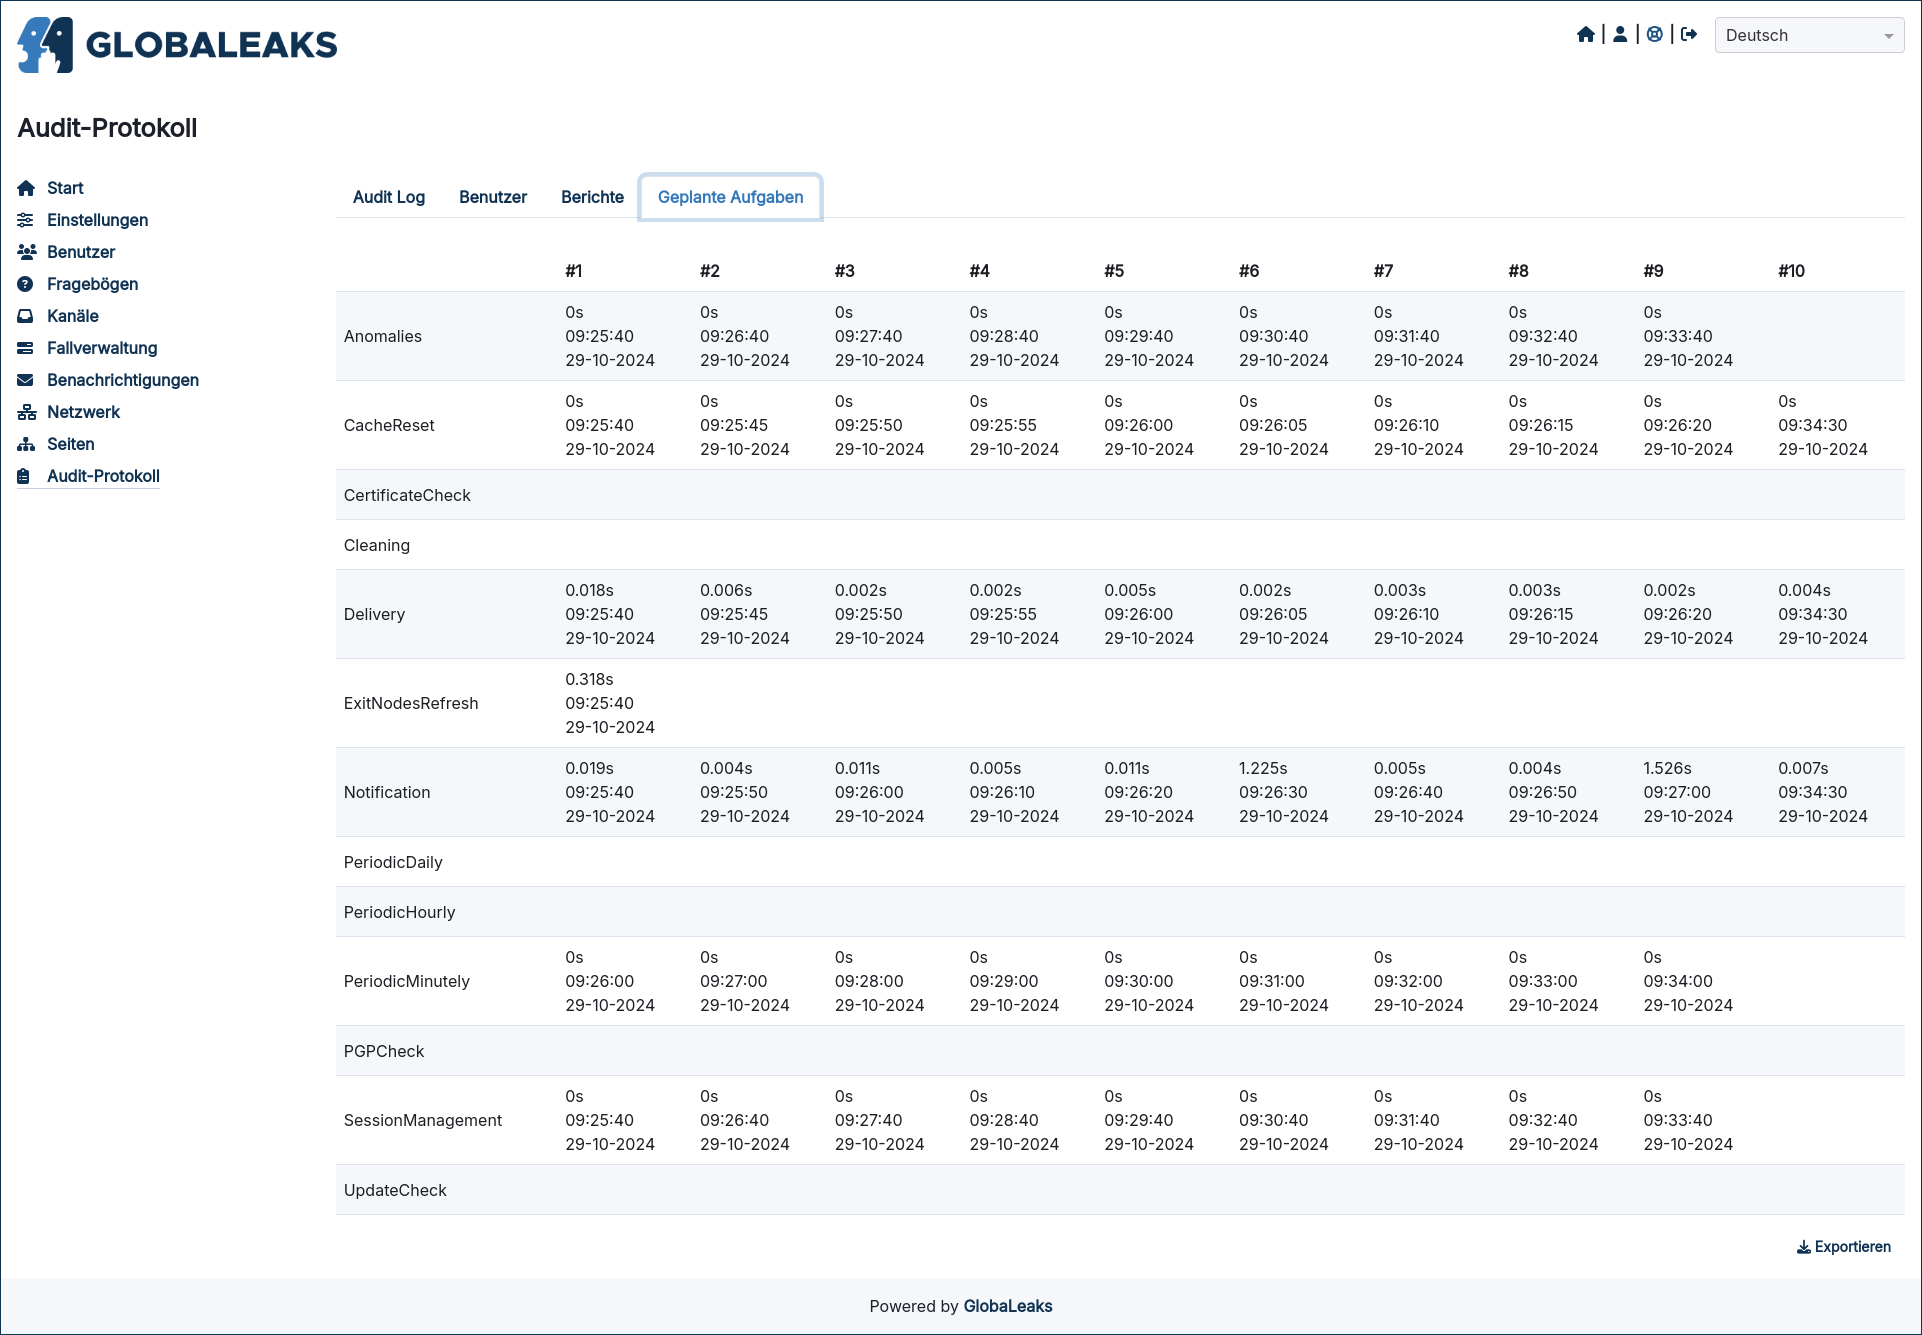 GLOBALEAKS
Deutsch
Audit-Protokoll
Start
Einstellungen
Benutzer
Fragebögen
Kanäle
Fallverwaltung
Benachrichtigungen
Netzwerk
Seiten
Audit-Protokoll
Audit Log Benutzer Berichte Geplante Aufgaben
#1 #2 #3 #4 #5 #6 #7 #8 #9 #10
0s 0s 0s 0s 0s 0s 0s 0s 0s
Anomalies 09:25:40 09:26:40 09:27:40 09:28:40 09:29:40 09:30:40 09:31:40 09:32:40 09:33:40
29-10-2024 29-10-2024 29-10-2024 29-10-2024 29-10-2024 29-10-2024 29-10-2024 29-10-2024 29-10-2024
0s 0s 0s 0s 0s 0s 0s 0s 0s 0s
CacheReset 09:25:40 09:25:45 09:25:50 09:25:55 09:26:00 09:26:05 09:26:10 09:26:15 09:26:20 09:34:30
29-10-2024 29-10-2024 29-10-2024 29-10-2024 29-10-2024 29-10-2024 29-10-2024 29-10-2024 29-10-2024 29-10-2024
CertificateCheck
Cleaning
0.018s 0.006s 0.002s 0.002s 0.005s 0.002s 0.003s 0.003s 0.002s 0.004s
Delivery 09:25:40 09:25:45 09:25:50 09:25:55 09:26:00 09:26:05 09:26:10 09:26:15 09:26:20 09:34:30
29-10-2024 29-10-2024 29-10-2024 29-10-2024 29-10-2024 29-10-2024 29-10-2024 29-10-2024 29-10-2024 29-10-2024
0.318s
ExitNodesRefresh 09:25:40
29-10-2024
0.019s 0.004s 0.011s 0.005s 0.011s 1.225s 0.005s 0.004s 1.526s 0.007s
Notification 09:25:40 09:25:50 09:26:00 09:26:10 09:26:20 09:26:30 09:26:40 09:26:50 09:27:00 09:34:30
29-10-2024 29-10-2024 29-10-2024 29-10-2024 29-10-2024 29-10-2024 29-10-2024 29-10-2024 29-10-2024 29-10-2024
PeriodicDaily
PeriodicHourly
0s 0s 0s 0s 0s 0s 0s 0s 0s
PeriodicMinutely 09:26:00 09:27:00 09:28:00 09:29:00 09:30:00 09:31:00 09:32:00 09:33:00 09:34:00
29-10-2024 29-10-2024 29-10-2024 29-10-2024 29-10-2024 29-10-2024 29-10-2024 29-10-2024 29-10-2024
PGPCheck
0s 0s 0s 0s 0s 0s 0s 0s 0s
SessionManagement 09:25:40 09:26:40 09:27:40 09:28:40 09:29:40 09:30:40 09:31:40 09:32:40 09:33:40
29-10-2024 29-10-2024 29-10-2024 29-10-2024 29-10-2024 29-10-2024 29-10-2024 29-10-2024 29-10-2024
UpdateCheck
Exportieren
Powered by GlobaLeaks